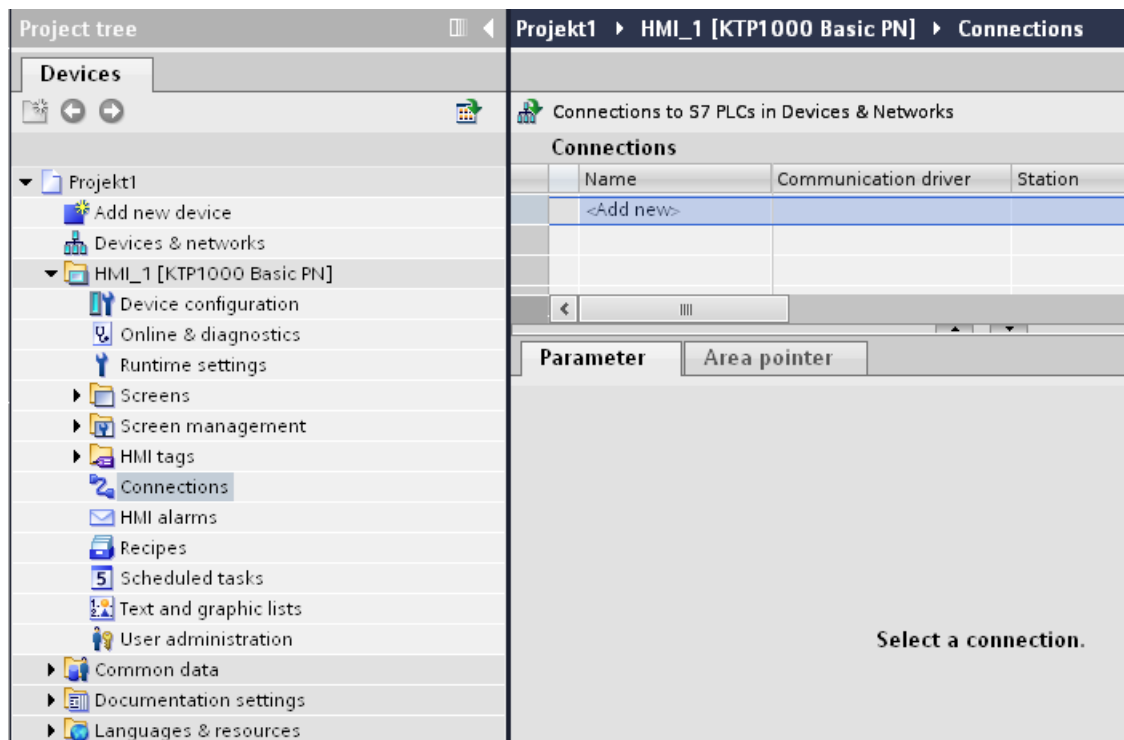 Project tree
Devices
Projekt1
Add new device
Devices & networks
HMI_1 [KTP1000 Basic PN]
Device configuration
Online & diagnostics
Runtime settings
Screens
Screen management
HMI tags
Connections
HMI alarms
Recipes
Scheduled tasks
Text and graphic lists
User administration
Common data
Documentation settings
Languages & resources
Projekt1 HMI_1 [KTP1000 Basic PN] Connections
Connections to S7 PLCs in Devices & Networks
Connections
Name Communication driver Station
<Add new>
Parameter Area pointer
Select a connection.